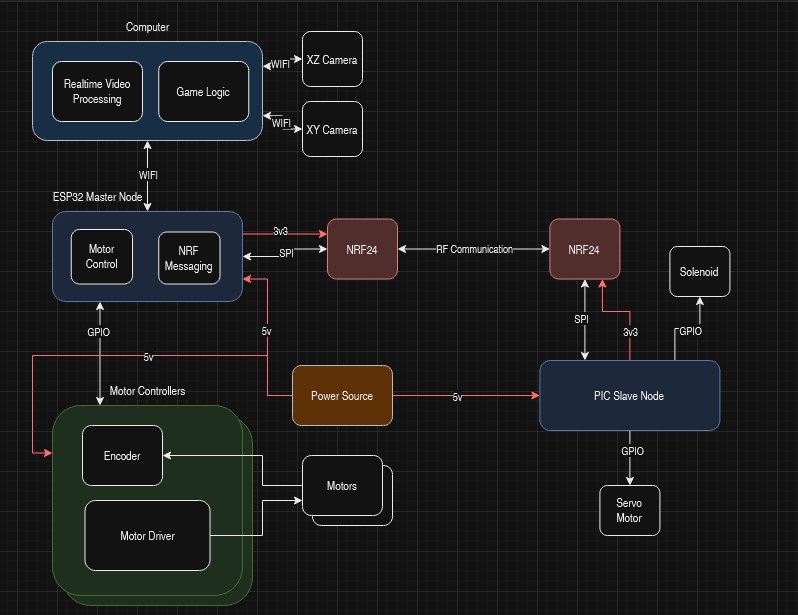 Computer
Realtime Video
Processing
Game Logic
WIFI
XZ Camera
WIFI
XY Camera
WIFI
ESP32 Master Node
Motor
Control
NRF
Messaging
3v3
SPI
NRF24
RF Communication
NRF24
Solenoid
GPIO
5v
SPI
3v3
GPIO
5v
Motor Controllers
Power Source
5v
PIC Slave Node
Encoder
GPIO
Motors
Motor Driver
Servo
Motor